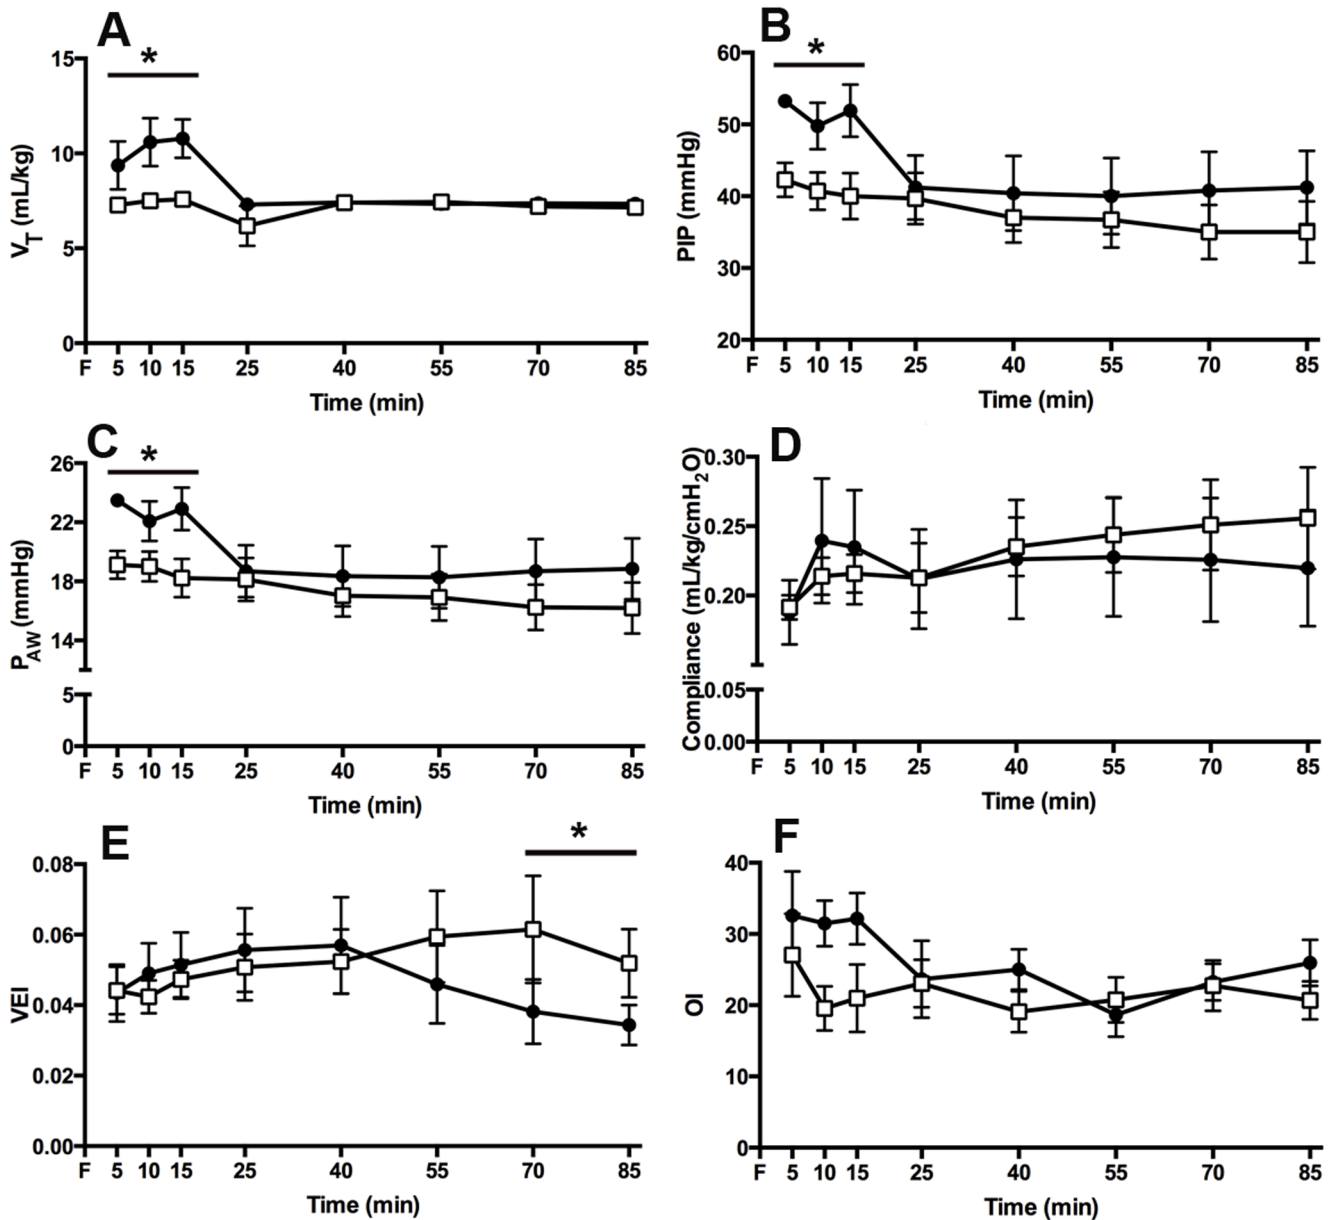 A
*
15
10
5
0
V_T (mL/kg)
F 5 10 15 25 40 55 70 85
Time (min)
B
*
60
50
40
30
20
PIP (mmHg)
F 5 10 15 25 40 55 70 85
Time (min)
C
*
26
22
18
14
5
0
P_AW (mmHg)
F 5 10 15 25 40 55 70 85
Time (min)
D
0.30
0.25
0.20
0.05
0.00
Compliance (mL/kg/cmH2O)
F 5 10 15 25 40 55 70 85
Time (min)
E
*
0.08
0.06
0.04
0.02
0.00
VEI
F 5 10 15 25 40 55 70 85
Time (min)
F
40
30
20
10
0
OI
F 5 10 15 25 40 55 70 85
Time (min)